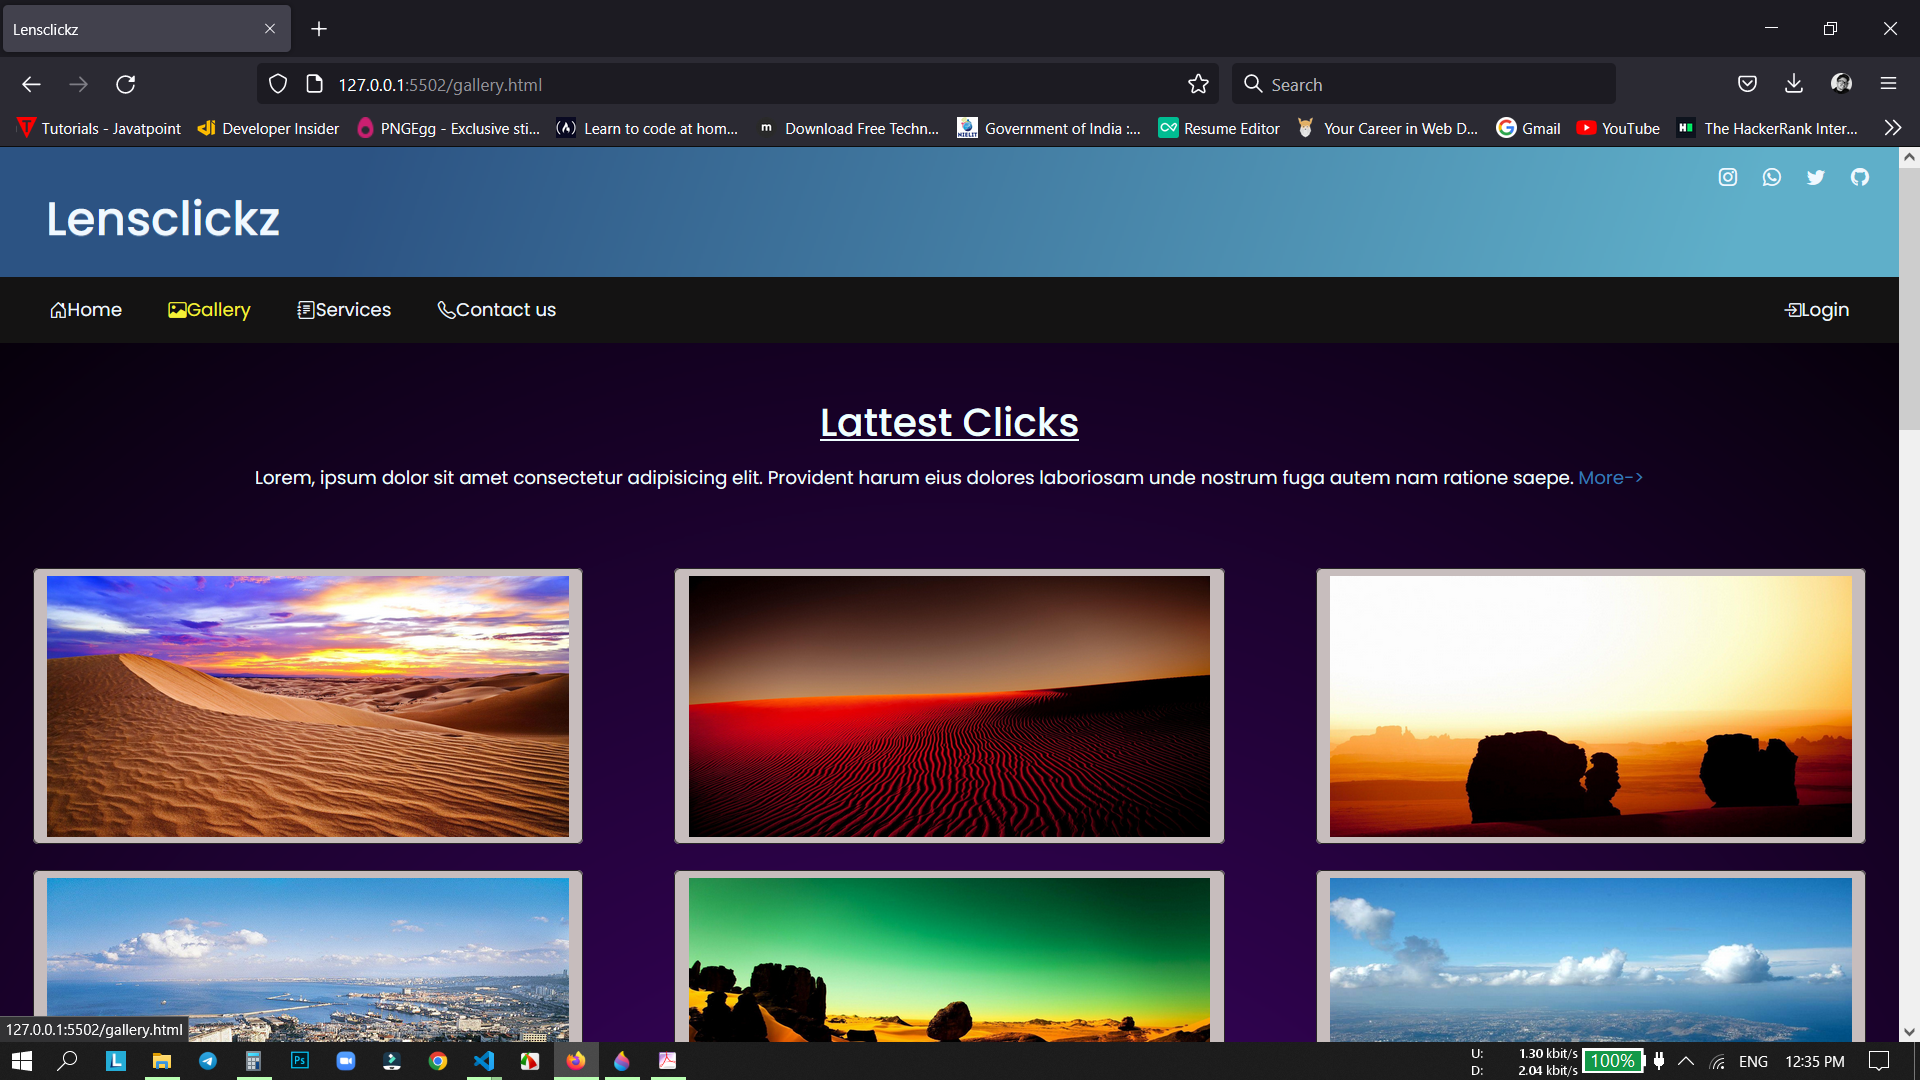 Lensclickz
127.0.0.1:5502/gallery.html
Search
Tutorials - Javatpoint
Developer Insider
PNGEgg - Exclusive sti...
Learn to code at hom...
m
Download Free Techn...
NIELIT
Government of India :...
Resume Editor
Your Career in Web D...
Gmail
YouTube
The HackerRank Inter...
Lensclickz
Home
Gallery
Services
Contact us
Login
Lattest Clicks
Lorem, ipsum dolor sit amet consectetur adipisicing elit. Provident harum eius dolores laboriosam unde nostrum fuga autem nam ratione saepe. More->
127.0.0.1:5502/gallery.html
L
Ps
U: 1.30 kbit/s
D: 2.04 kbit/s
100%
ENG
12:35 PM